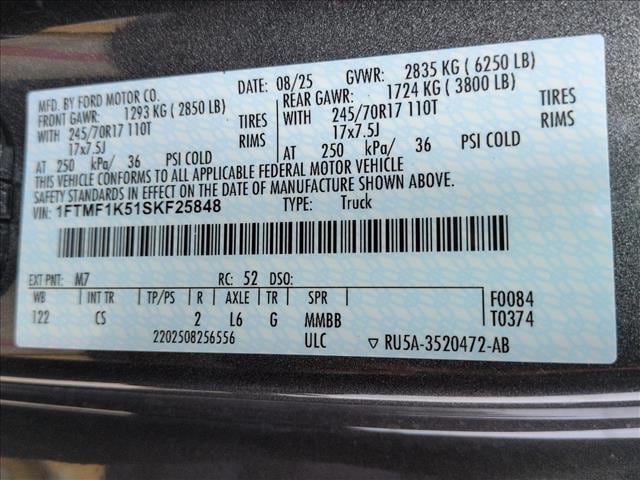 MFD. BY FORD MOTOR CO. DATE: 08/25 GVWR: 2835 KG ( 6250 LB)
FRONT GAWR: 1293 KG ( 2850 LB) REAR GAWR: 1724 KG ( 3800 LB)
WITH 245/70R17 110T TIRES WITH 245/70R17 110T TIRES
17x7.5J RIMS 17x7.5J RIMS
AT 250 kPa/ 36 PSI COLD AT 250 kPa/ 36 PSI COLD
THIS VEHICLE CONFORMS TO ALL APPLICABLE FEDERAL MOTOR VEHICLE
SAFETY STANDARDS IN EFFECT ON THE DATE OF MANUFACTURE SHOWN ABOVE.
VIN: 1FTMF1K51SKF25848 TYPE: Truck
EXT PNT: M7 RC: 52 DSO:
WB INT TR TP/PS R AXLE TR SPR F0084
122 CS 2 L6 G MMBB T0374
2202508256556 ULC ▽ RU5A-3520472-AB